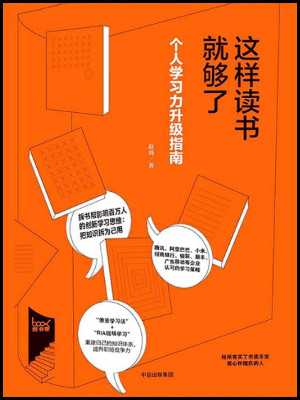 这样读书
就够了
个人学习力升级指南
赵周 著
拆书帮影响百万人
的创新学习思维:
把知识拆为己用
腾讯、阿里巴巴、小米、
招商银行、银联、顺丰、
广东移动等企业
认可的学习策略
“便签学习法”
+
“RIA现场学习”
重建自己的知识体系,
提升职场竞争力
给所有买了书读不完
而心怀愧疚的人
中信出版集团